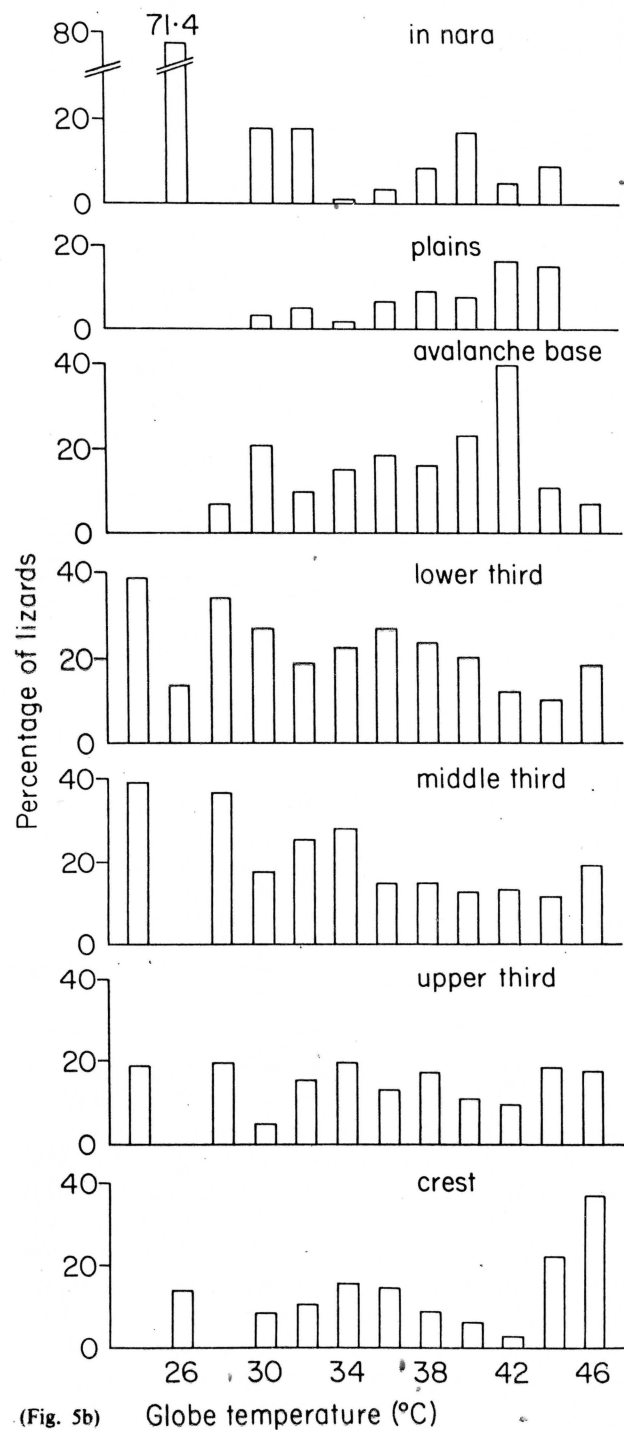 71·4
80
in nara
20
0
20
plains
0
avalanche base
40
20
0
Percentage of lizards
40
lower third
20
0
40
middle third
20
0
40
upper third
20
0
40
crest
20
0
26 30 34 38 42 46
(Fig. 5b) Globe temperature (°C)